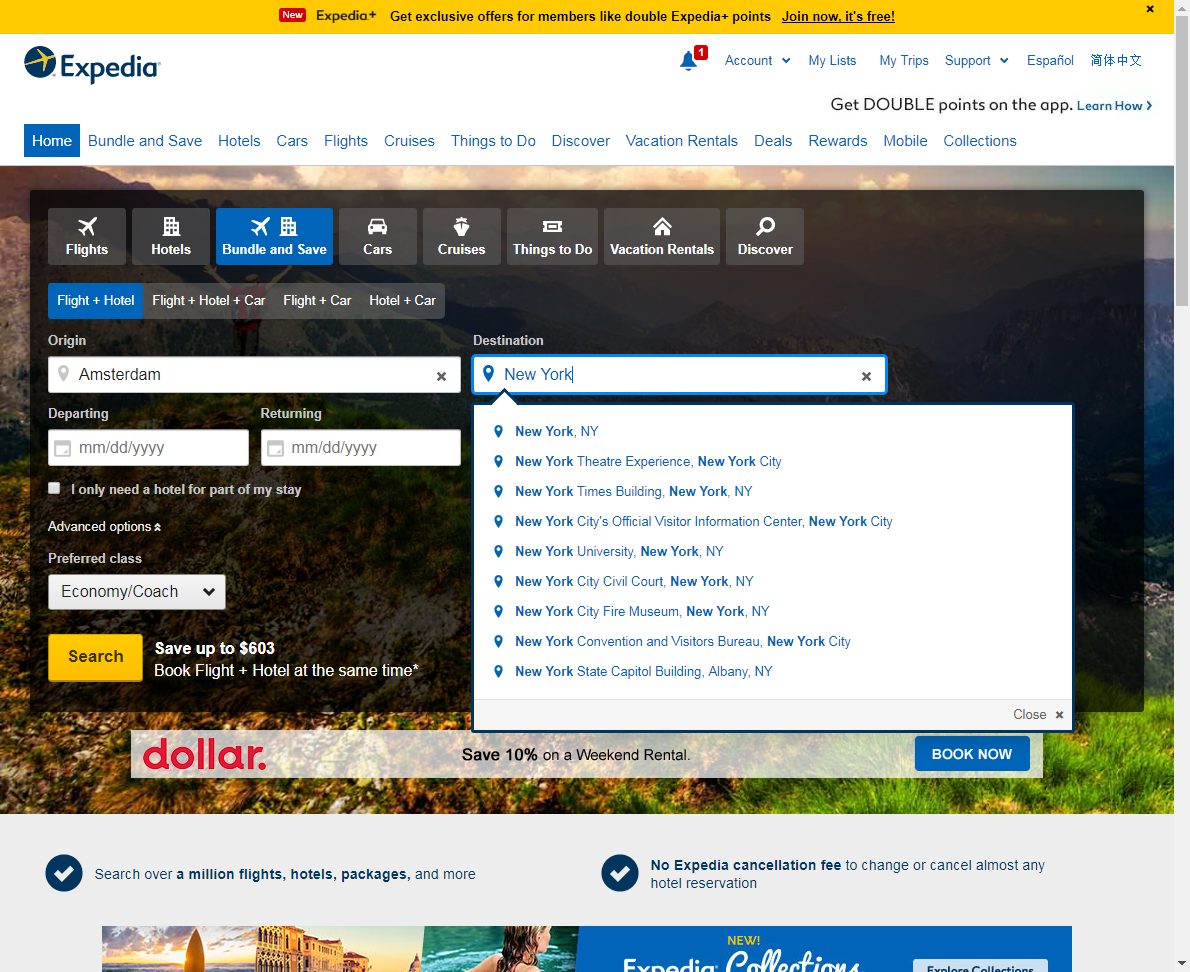 New Expedia+ Get exclusive offers for members like double Expedia+ points Join now, it's free!
Expedia
1 Account My Lists My Trips Support Español 简体中文
Get DOUBLE points on the app. Learn How
Home Bundle and Save Hotels Cars Flights Cruises Things to Do Discover Vacation Rentals Deals Rewards Mobile Collections
Flights Hotels Bundle and Save Cars Cruises Things to Do Vacation Rentals Discover
Flight + Hotel Flight + Hotel + Car Flight + Car Hotel + Car
Origin Destination
Amsterdam New York
Departing Returning
mm/dd/yyyy mm/dd/yyyy
I only need a hotel for part of my stay
Advanced options
Preferred class
Economy/Coach
Search
Save up to $603
Book Flight + Hotel at the same time*
New York, NY
New York Theatre Experience, New York City
New York Times Building, New York, NY
New York City's Official Visitor Information Center, New York City
New York University, New York, NY
New York City Civil Court, New York, NY
New York City Fire Museum, New York, NY
New York Convention and Visitors Bureau, New York City
New York State Capitol Building, Albany, NY
Close
dollar. Save 10% on a Weekend Rental. BOOK NOW
Search over a million flights, hotels, packages, and more
No Expedia cancellation fee to change or cancel almost any
hotel reservation
NEW!
Expedia Collections
Explore Collections